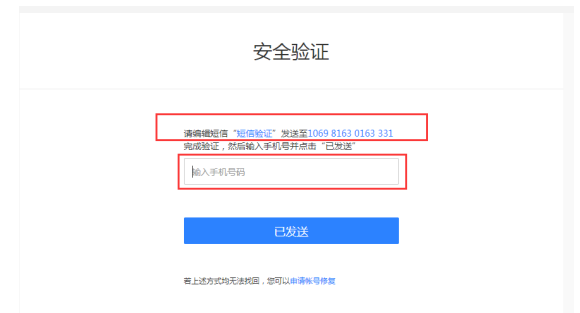 安全验证
请编辑短信“短信验证”发送至1069 8163 0163 331
完成验证，然后输入手机号并点击“已发送”
输入手机号码
已发送
若上述方式均无法找回，您可以申请帐号修复